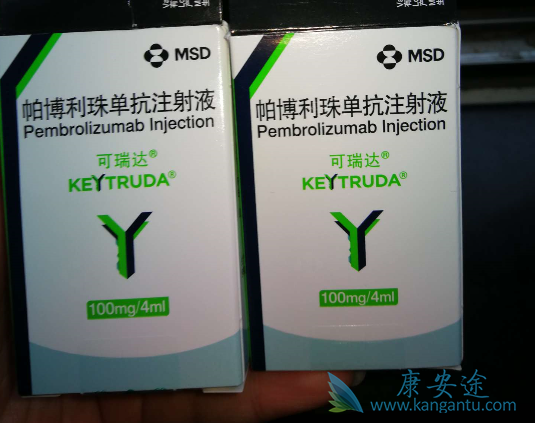 MSD
帕博利珠单抗注射液
Pembrolizumab Injection
可瑞达®
KEYTRUDA®
100mg/4ml
MSD
帕博利珠单抗注射液
Pembrolizumab Injection
可瑞达®
KEYTRUDA®
100mg/4ml
康安途
www.kangantu.com